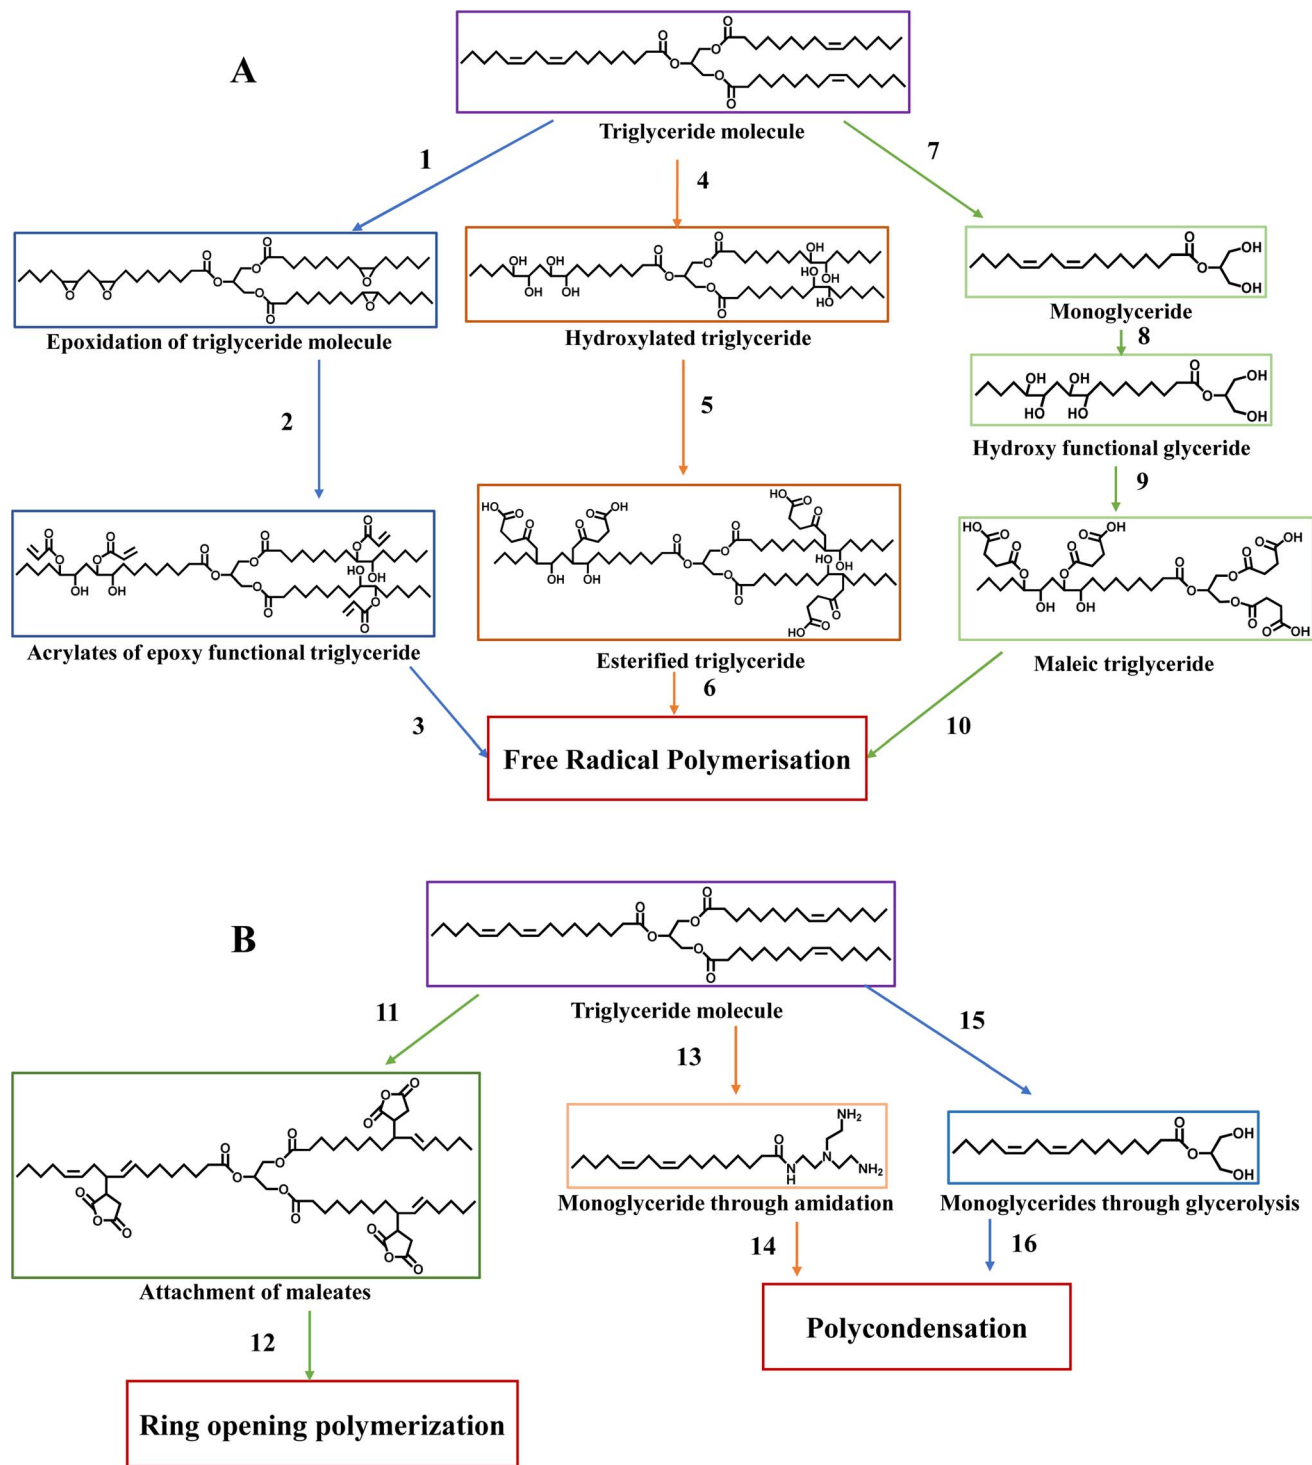 A
Triglyceride molecule
1
4
7
Epoxidation of triglyceride molecule
Hydroxylated triglyceride
Monoglyceride
8
2
5
Hydroxy functional glyceride
9
Acrylates of epoxy functional triglyceride
Esterified triglyceride
Maleic triglyceride
3
6
10
Free Radical Polymerisation
B
Triglyceride molecule
11
13
15
Attachment of maleates
Monoglyceride through amidation
Monoglycerides through glycerolysis
12
14
16
Polycondensation
Ring opening polymerization